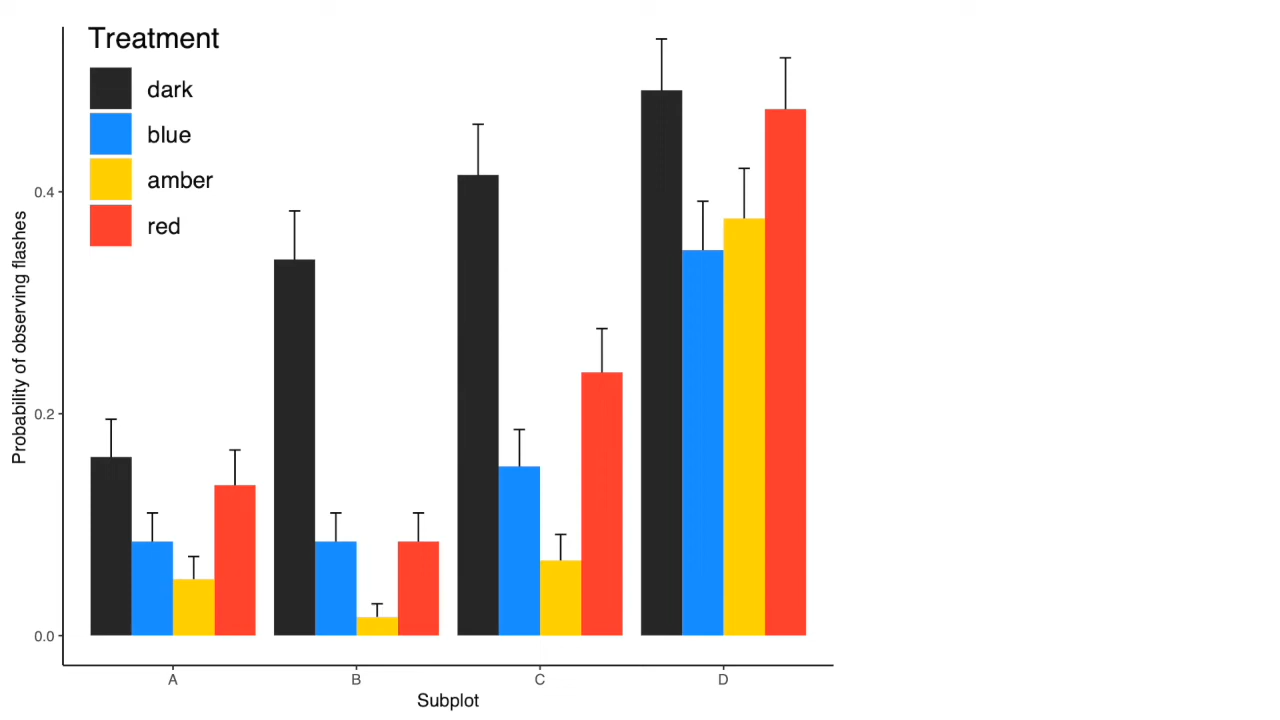 Treatment
dark
blue
amber
red
Probability of observing flashes
0.4
0.2
0.0
A B C D
Subplot